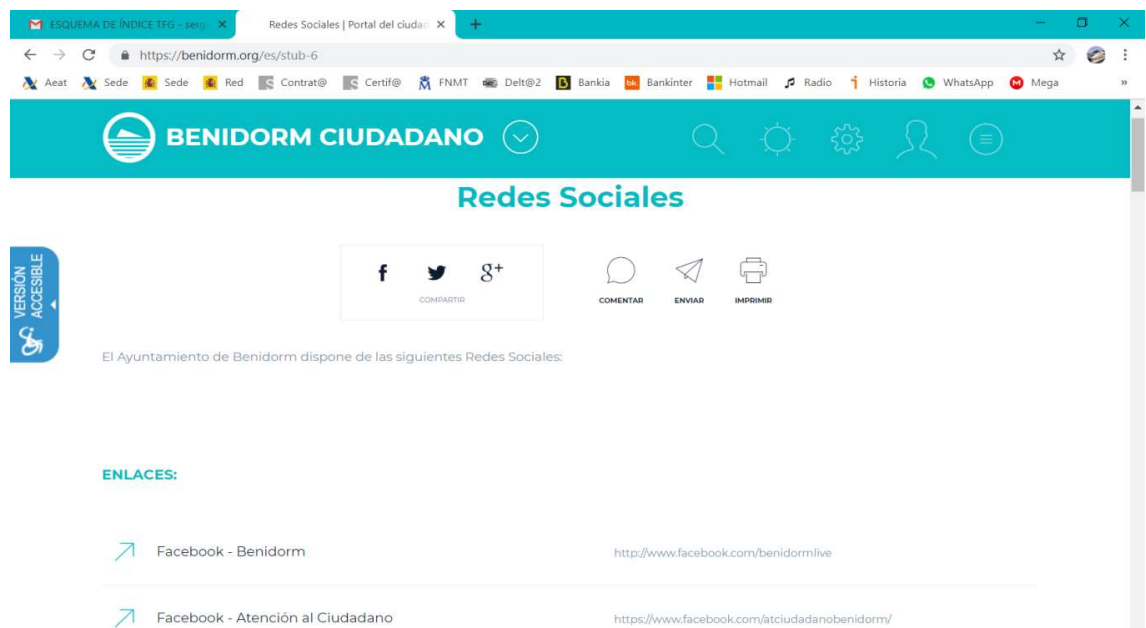 ESQUEMA DE ÍNDICE TFG - serg
Redes Sociales | Portal del ciudad
https://benidorm.org/es/stub-6
Aeat Sede Sede Red Contrat@ Certif@ FNMT Delt@2 Bankia bk. Bankinter Hotmail Radio Historia WhatsApp Mega »
BENIDORM CIUDADANO
Redes Sociales
VERSIÓN
ACCESIBLE
f g+
COMPARTIR COMENTAR ENVIAR IMPRIMIR
El Ayuntamiento de Benidorm dispone de las siguientes Redes Sociales:
ENLACES:
Facebook - Benidorm http://www.facebook.com/benidormlive
Facebook - Atención al Ciudadano https://www.facebook.com/atciudadanobenidorm/